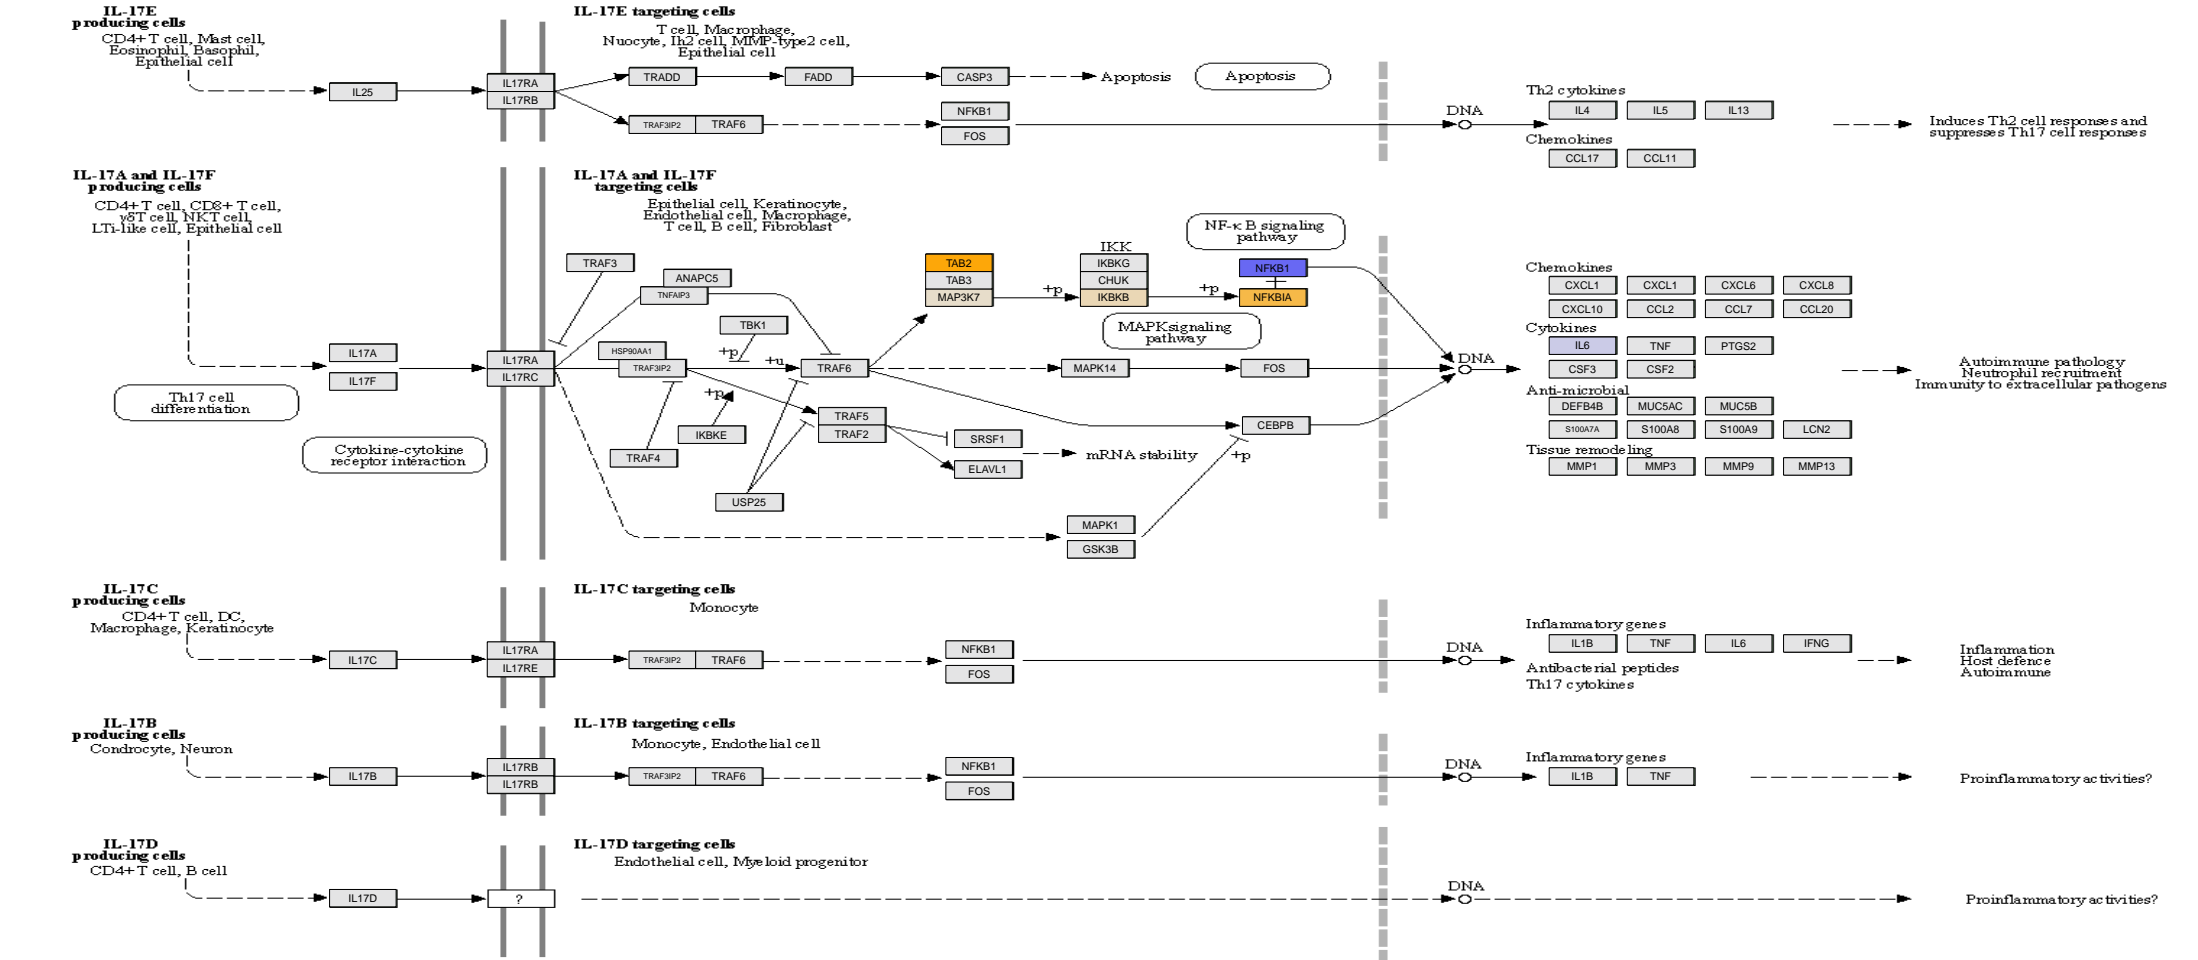 IL-17E
producing cells
CD4+ T cell, Mast cell,
Eosinophil, Basophil,
Epithelial cell
IL25
IL17RA
IL17RB
IL-17E targeting cells
T cell, Macrophage,
Nuocyte, Ih2 cell, MMP-type2 cell,
Epithelial cell
TRADD
FADD
CASP3
Apoptosis
Apoptosis
TRAF3IP2
TRAF6
NFKB1
FOS
DNA
Th2 cytokines
IL4
IL5
IL13
Chemokines
CCL17
CCL11
Induces Th2 cell responses and
suppresses Th17 cell responses
IL-17A and IL-17F
producing cells
CD4+ T cell, CD8+ T cell,
γδT cell, NKT cell,
LTi-like cell, Epithelial cell
IL17A
IL17F
Th17 cell
differentiation
Cytokine-cytokine
receptor interaction
IL17RA
IL17RC
IL-17A and IL-17F
targeting cells
Epithelial cell, Keratinocyte,
Endothelial cell, Macrophage,
T cell, B cell, Fibroblast
TRAF3
ANAPC5
TNFAIP3
TBK1
HSP90AA1
TRAF3IP2
+p
+u
+p
IKBKE
TRAF4
USP25
TRAF6
TRAF5
TRAF2
SRSF1
ELAVL1
mRNA stability
TAB2
TAB3
MAP3K7
+p
IKK
IKBKG
CHUK
IKBKB
+p
NF-κB signaling
pathway
NFKB1
NFKBIA
MAPK signaling
pathway
MAPK14
FOS
CEBPB
+p
MAPK1
GSK3B
DNA
Chemokines
CXCL1
CXCL1
CXCL6
CXCL8
CXCL10
CCL2
CCL7
CCL20
Cytokines
IL6
TNF
PTGS2
CSF3
CSF2
Anti-microbial
DEFB4B
MUC5AC
MUC5B
S100A7A
S100A8
S100A9
LCN2
Tissue remodeling
MMP1
MMP3
MMP9
MMP13
Autoimmune pathology
Neutrophil recruitment
Immunity to extracellular pathogens
IL-17C
producing cells
CD4+ T cell, DC,
Macrophage, Keratinocyte
IL17C
IL17RA
IL17RE
IL-17C targeting cells
Monocyte
TRAF3IP2
TRAF6
NFKB1
FOS
DNA
Inflammatory genes
IL1B
TNF
IL6
IFNG
Antibacterial peptides
Th17 cytokines
Inflammation
Host defence
Autoimmune
IL-17B
producing cells
Condrocyte, Neuron
IL17B
IL17RB
IL17RB
IL-17B targeting cells
Monocyte, Endothelial cell
TRAF3IP2
TRAF6
NFKB1
FOS
DNA
Inflammatory genes
IL1B
TNF
Proinflammatory activities?
IL-17D
producing cells
CD4+ T cell, B cell
IL17D
?
IL-17D targeting cells
Endothelial cell, Myeloid progenitor
DNA
Proinflammatory activities?